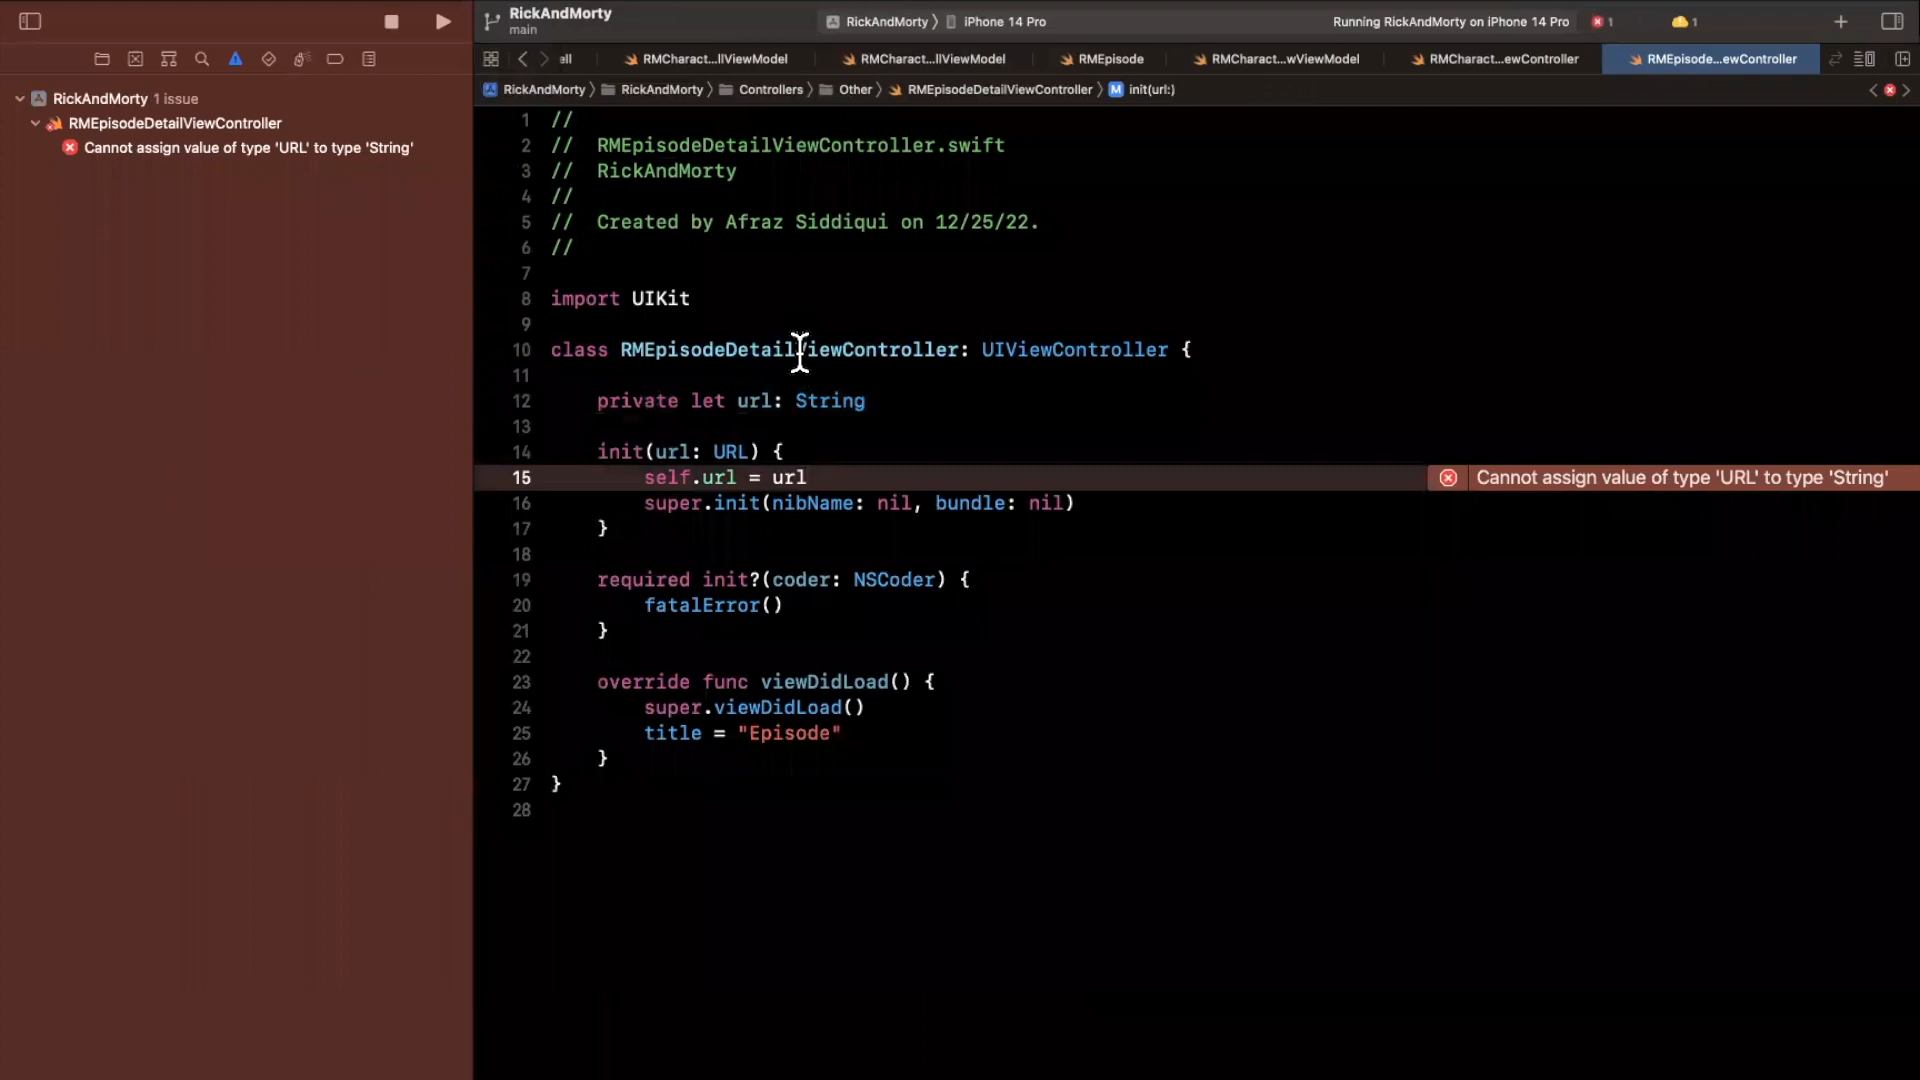 RickAndMorty
main
RickAndMorty
iPhone 14 Pro
Running RickAndMorty on iPhone 14 Pro
1
1
ell
RMCharact...llViewModel
RMCharact...llViewModel
RMEpisode
RMCharact...wViewModel
RMCharact...ewController
RMEpisode...ewController
RickAndMorty
RickAndMorty
Controllers
Other
RMEpisodeDetailViewController
M init(url:)
RickAndMorty 1 issue
RMEpisodeDetailViewController
Cannot assign value of type 'URL' to type 'String'
1 //
2 // RMEpisodeDetailViewController.swift
3 // RickAndMorty
4 //
5 // Created by Afraz Siddiqui on 12/25/22.
6 //
7
8 import UIKit
9
10 class RMEpisodeDetailViewController: UIViewController {
11
12 private let url: String
13
14 init(url: URL) {
15 self.url = url
Cannot assign value of type 'URL' to type 'String'
16 super.init(nibName: nil, bundle: nil)
17 }
18
19 required init?(coder: NSCoder) {
20 fatalError()
21 }
22
23 override func viewDidLoad() {
24 super.viewDidLoad()
25 title = "Episode"
26 }
27 }
28